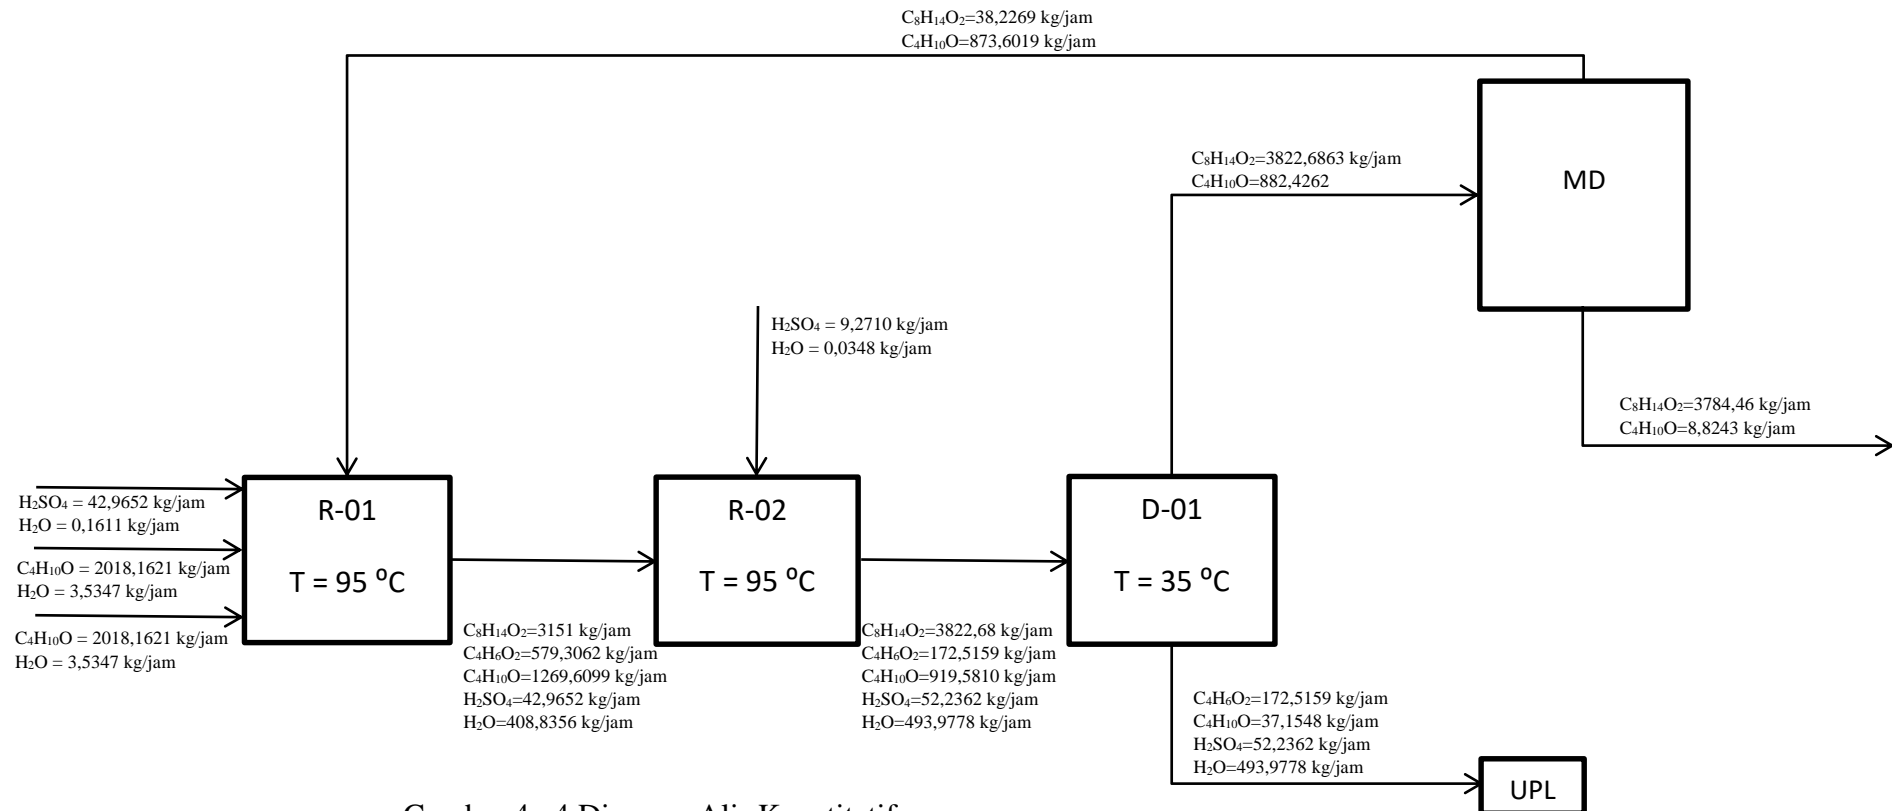 C₈H₁₄O₂=38,2269 kg/jam
C₄H₁₀O=873,6019 kg/jam
C₈H₁₄O₂=3822,6863 kg/jam
C₄H₁₀O=882,4262
MD
H₂SO₄ = 9,2710 kg/jam
H₂O = 0,0348 kg/jam
C₈H₁₄O₂=3784,46 kg/jam
C₄H₁₀O=8,8243 kg/jam
H₂SO₄ = 42,9652 kg/jam
H₂O = 0,1611 kg/jam
C₄H₁₀O = 2018,1621 kg/jam
H₂O = 3,5347 kg/jam
C₄H₁₀O = 2018,1621 kg/jam
H₂O = 3,5347 kg/jam
R-01
T = 95 ⁰C
R-02
T = 95 ⁰C
D-01
T = 35 ⁰C
C₈H₁₄O₂=3151 kg/jam
C₄H₆O₂=579,3062 kg/jam
C₄H₁₀O=1269,6099 kg/jam
H₂SO₄=42,9652 kg/jam
H₂O=408,8356 kg/jam
C₈H₁₄O₂=3822,68 kg/jam
C₄H₆O₂=172,5159 kg/jam
C₄H₁₀O=919,5810 kg/jam
H₂SO₄=52,2362 kg/jam
H₂O=493,9778 kg/jam
C₄H₆O₂=172,5159 kg/jam
C₄H₁₀O=37,1548 kg/jam
H₂SO₄=52,2362 kg/jam
H₂O=493,9778 kg/jam
UPL